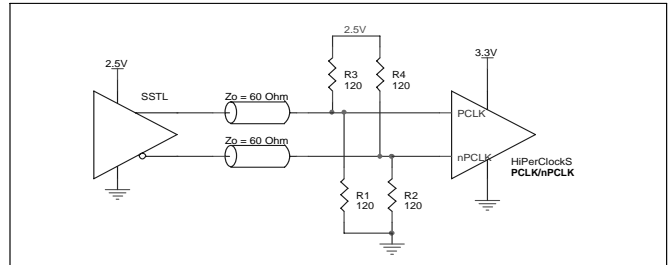 2.5V
2.5V
3.3V
SSTL
Zo = 60 Ohm
R3
120
R4
120
PCLK
Zo = 60 Ohm
nPCLK
HiPerClockS
PCLK/nPCLK
R1
120
R2
120